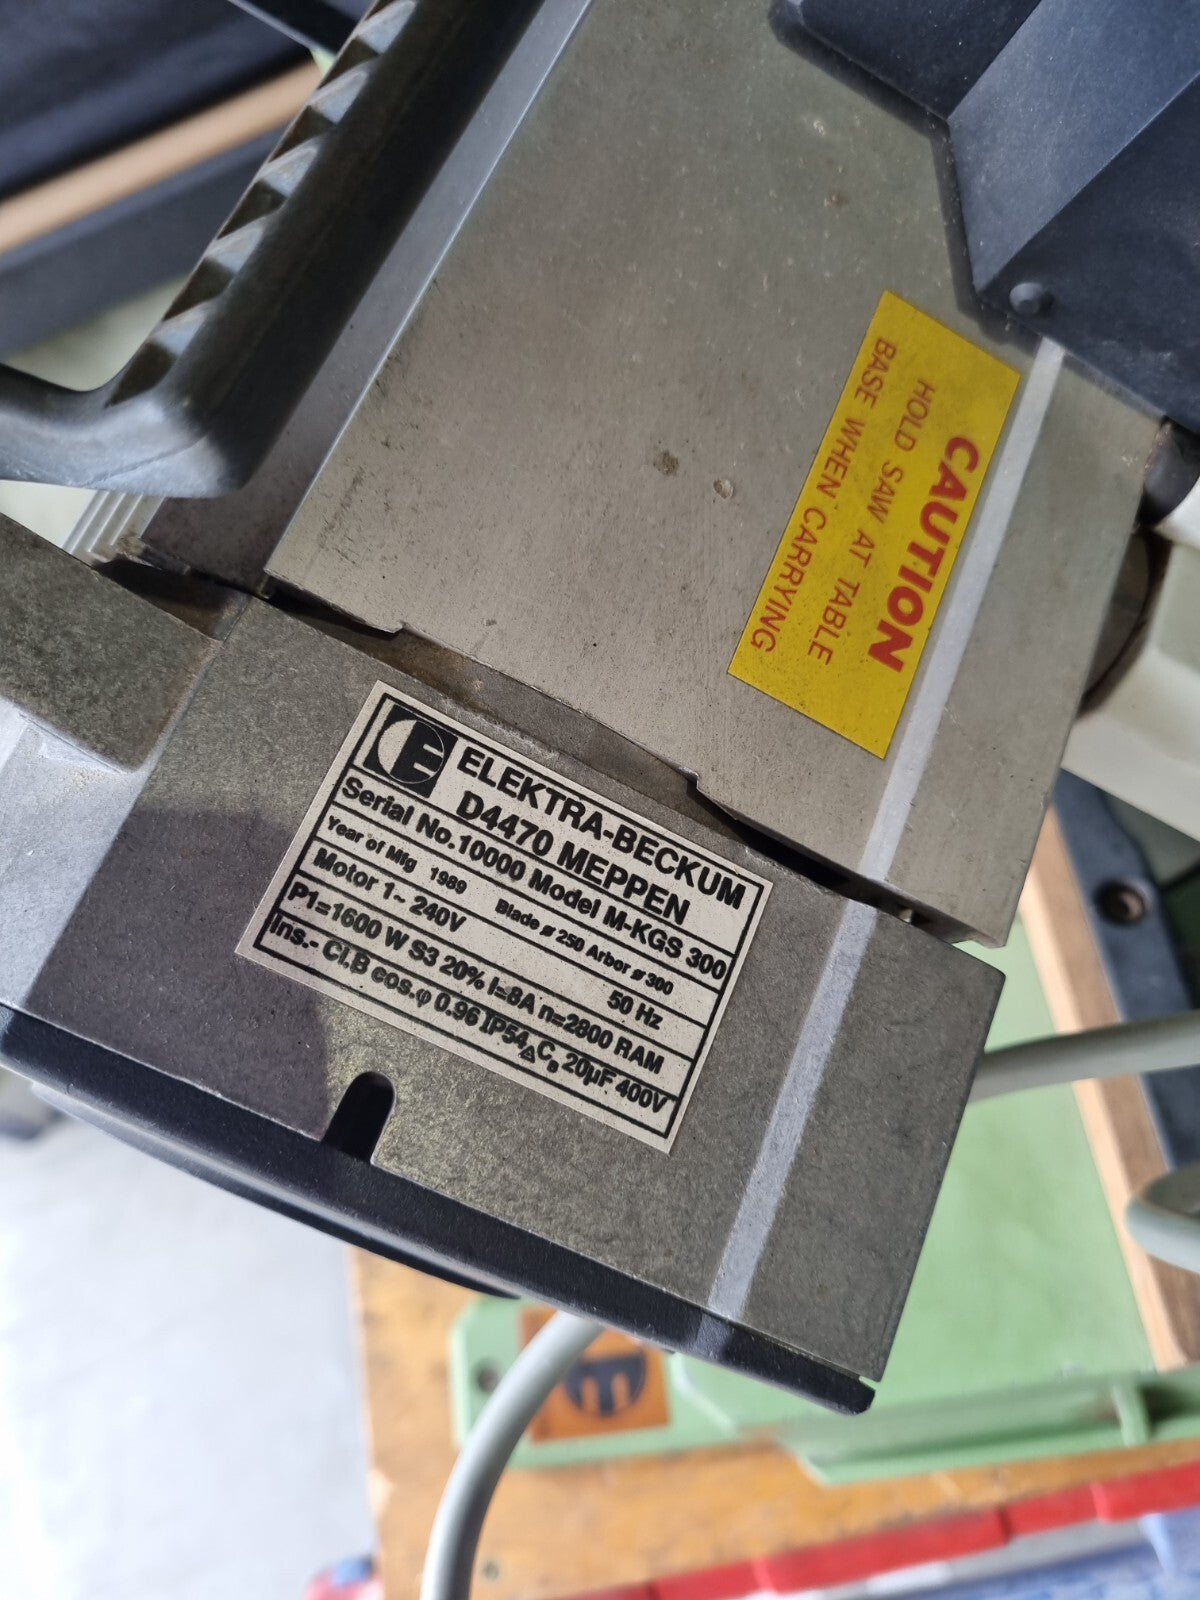 CAUTION
HOLD SAW AT TABLE
BASE WHEN CARRYING
E ELEKTRA-BECKUM
D4470 MEPPEN
Serial No.10000 Model M-KGS 300
Year of Mfg 1989 Blade ø 250 Arbor ø 300
Motor 1~ 240V 50 Hz
P1=1600 W S3 20% I=8A n=2800 RAM
Ins.- Cl.B cos.φ 0.96 IP54 △ CB 20µF 400V